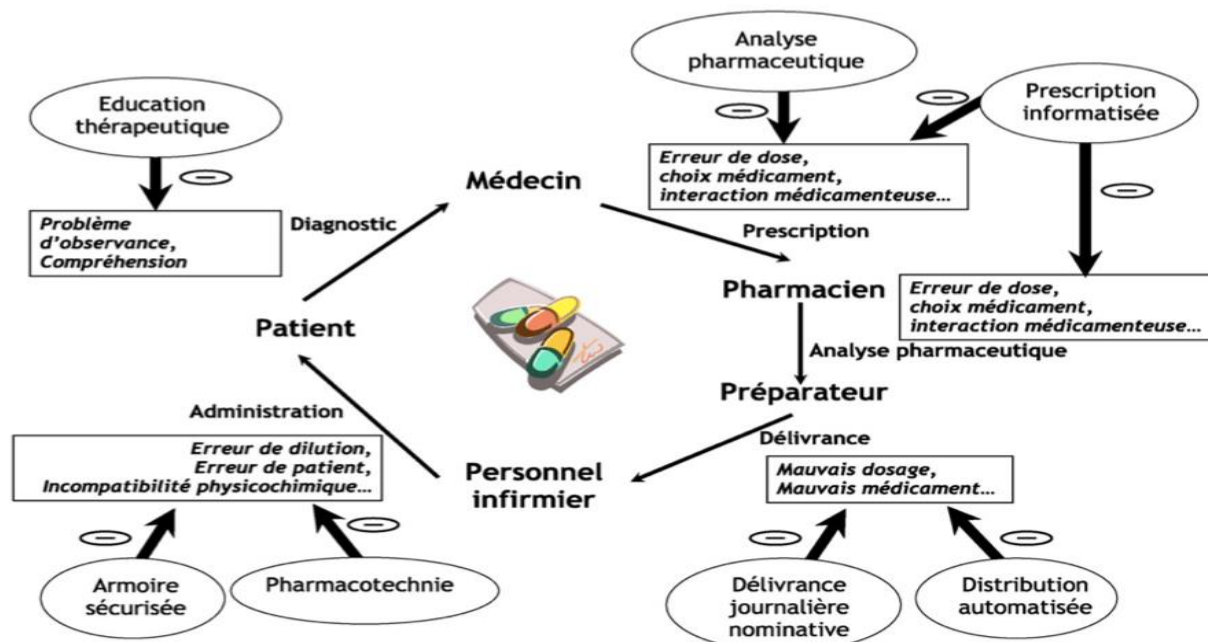 Analyse
pharmaceutique
Education
thérapeutique
Prescription
informatisée
Erreur de dose,
choix médicament,
interaction médicamenteuse…
Médecin
Problème
d'observance,
Compréhension
Diagnostic
Prescription
Patient
Pharmacien
Erreur de dose,
choix médicament,
interaction médicamenteuse…
Analyse pharmaceutique
Préparateur
Administration
Délivrance
Erreur de dilution,
Erreur de patient,
Incompatibilité physicochimique…
Personnel
infirmier
Mauvais dosage,
Mauvais médicament…
Armoire
sécurisée
Pharmacotechnie
Délivrance
journalière
nominative
Distribution
automatisée